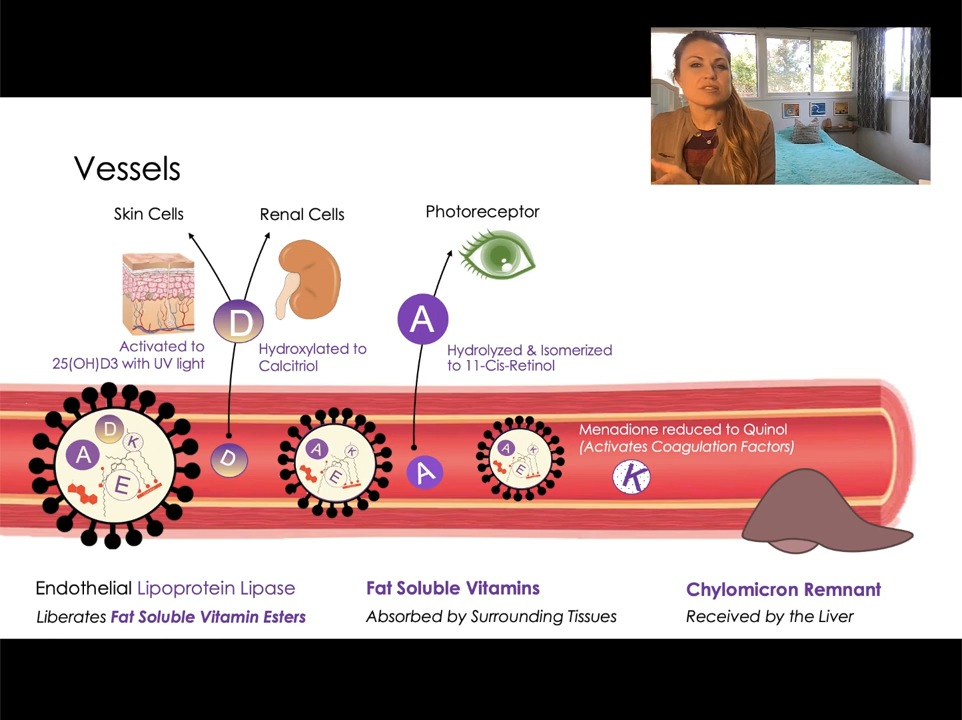 Vessels
Skin Cells
Renal Cells
Photoreceptor
D
A
Activated to
25(OH)D3 with UV light
Hydroxylated to
Calcitriol
Hydrolyzed & Isomerized
to 11-Cis-Retinol
D
K
A
E
D
A
K
E
A
A
K
E
Menadione reduced to Quinol
(Activates Coagulation Factors)
K
Endothelial Lipoprotein Lipase
Liberates Fat Soluble Vitamin Esters
Fat Soluble Vitamins
Absorbed by Surrounding Tissues
Chylomicron Remnant
Received by the Liver